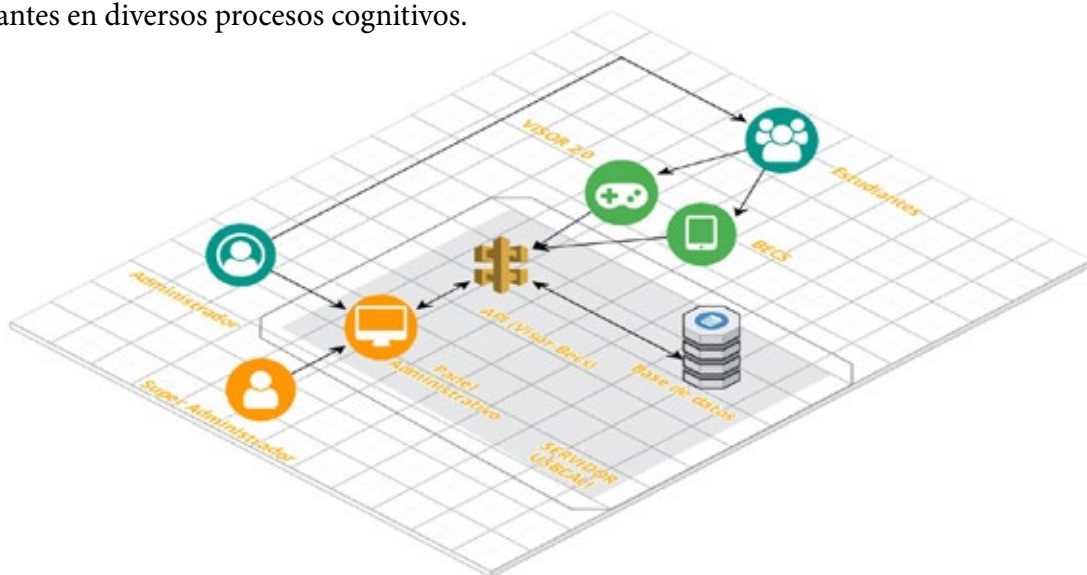 antes en diversos procesos cognitivos.
VISOR 2.0
Estudiantes
BECS
Administrador
API (Visor Becs)
Panel
Administrativo
Base de datos
Super Administrador
SERVIDOR
USBCALI